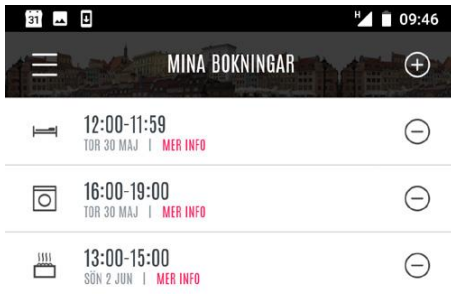 31 H 09:46
MINA BOKNINGAR
12:00-11:59
TOR 30 MAJ | MER INFO
16:00-19:00
TOR 30 MAJ | MER INFO
13:00-15:00
SÖN 2 JUN | MER INFO